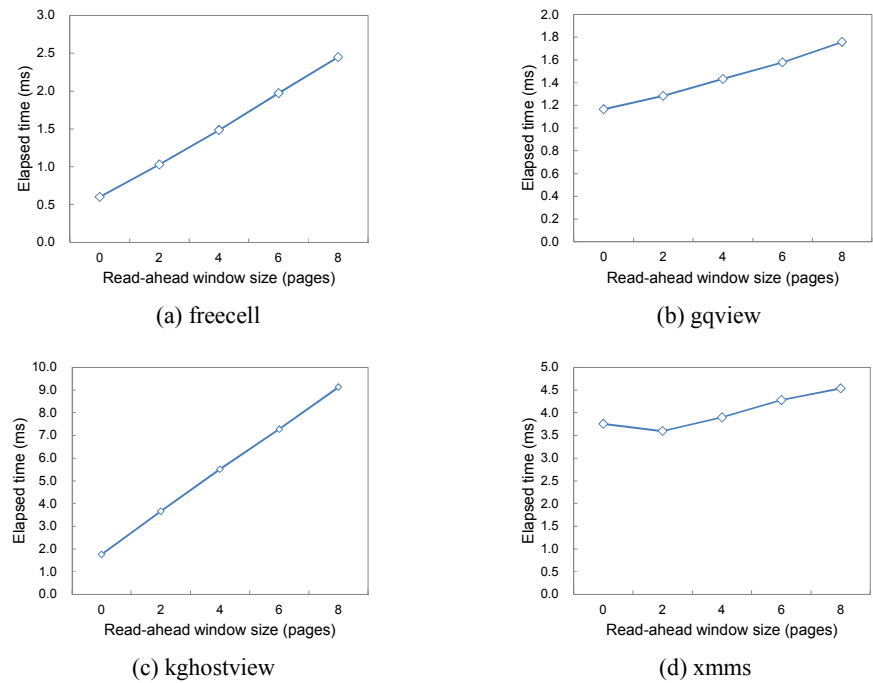 3.0
2.5
2.0
1.5
1.0
0.5
0.0
Elapsed time (ms)
0 2 4 6 8
Read-ahead window size (pages)
(a) freecell
2.0
1.8
1.6
1.4
1.2
1.0
0.8
0.6
0.4
0.2
0.0
Elapsed time (ms)
0 2 4 6 8
Read-ahead window size (pages)
(b) gqview
10.0
9.0
8.0
7.0
6.0
5.0
4.0
3.0
2.0
1.0
0.0
Elapsed time (ms)
0 2 4 6 8
Read-ahead window size (pages)
(c) kghostview
5.0
4.5
4.0
3.5
3.0
2.5
2.0
1.5
1.0
0.5
0.0
Elapsed time (ms)
0 2 4 6 8
Read-ahead window size (pages)
(d) xmms